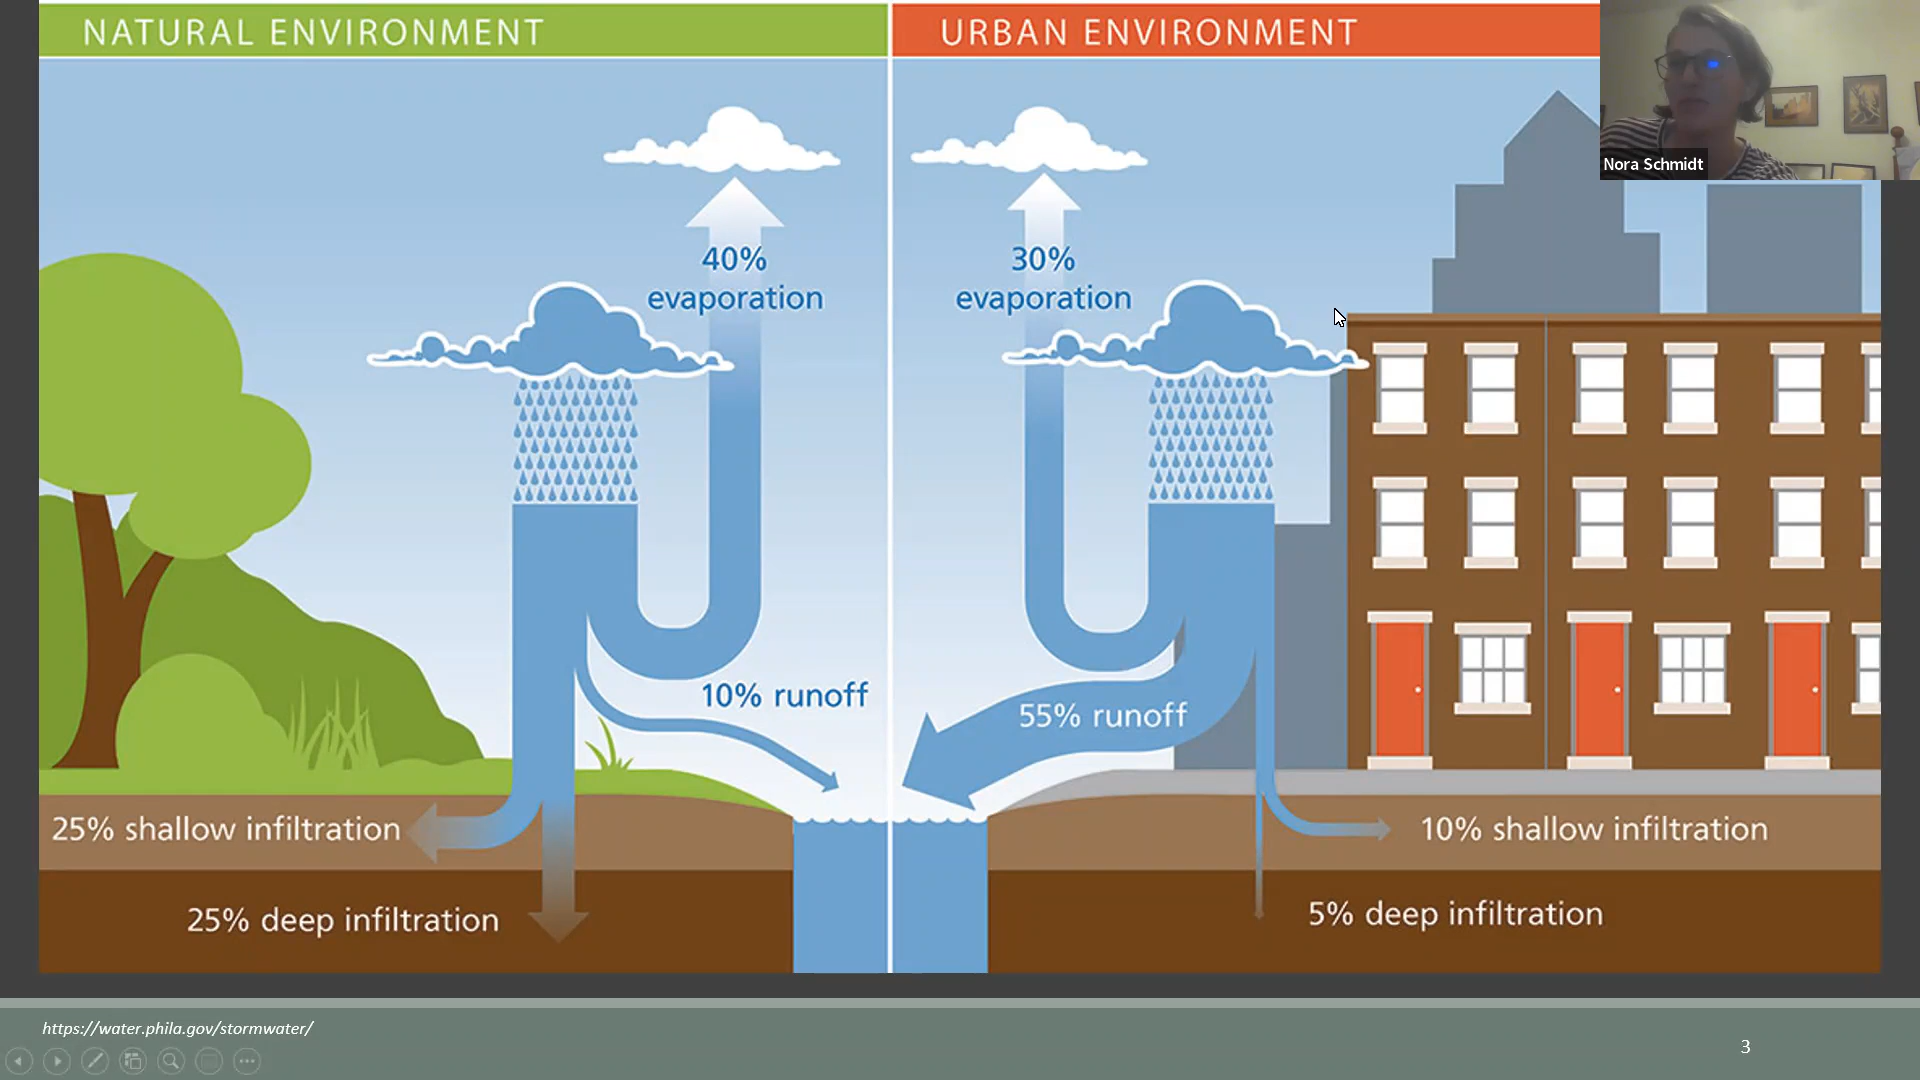 NATURAL ENVIRONMENT
URBAN ENVIRONMENT
Nora Schmidt
40%
evaporation
30%
evaporation
10% runoff
55% runoff
25% shallow infiltration
10% shallow infiltration
25% deep infiltration
5% deep infiltration
https://water.phila.gov/stormwater/
3